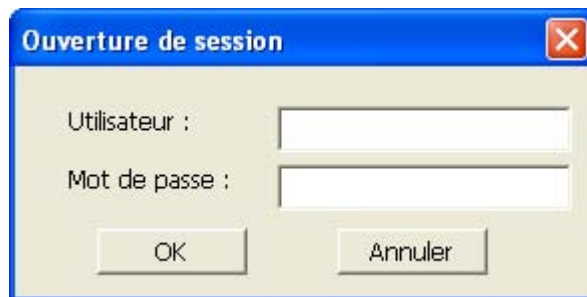 Ouverture de session
Utilisateur :
Mot de passe :
OK Annuler